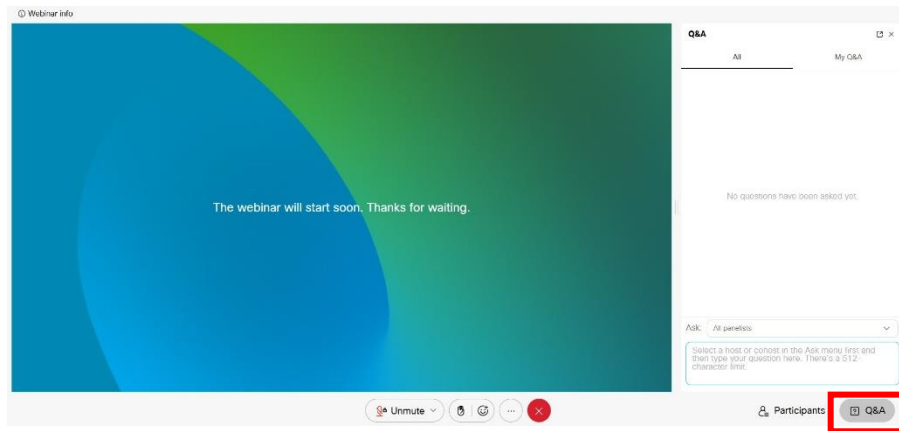 Webinar info
Q&A
All
My Q&A
The webinar will start soon. Thanks for waiting.
No questions have been asked yet.
Ask:
All panelists
Select a host or cohost in the Ask menu first and
then type your question here. There's a 512-
character limit.
Unmute
Participants
Q&A